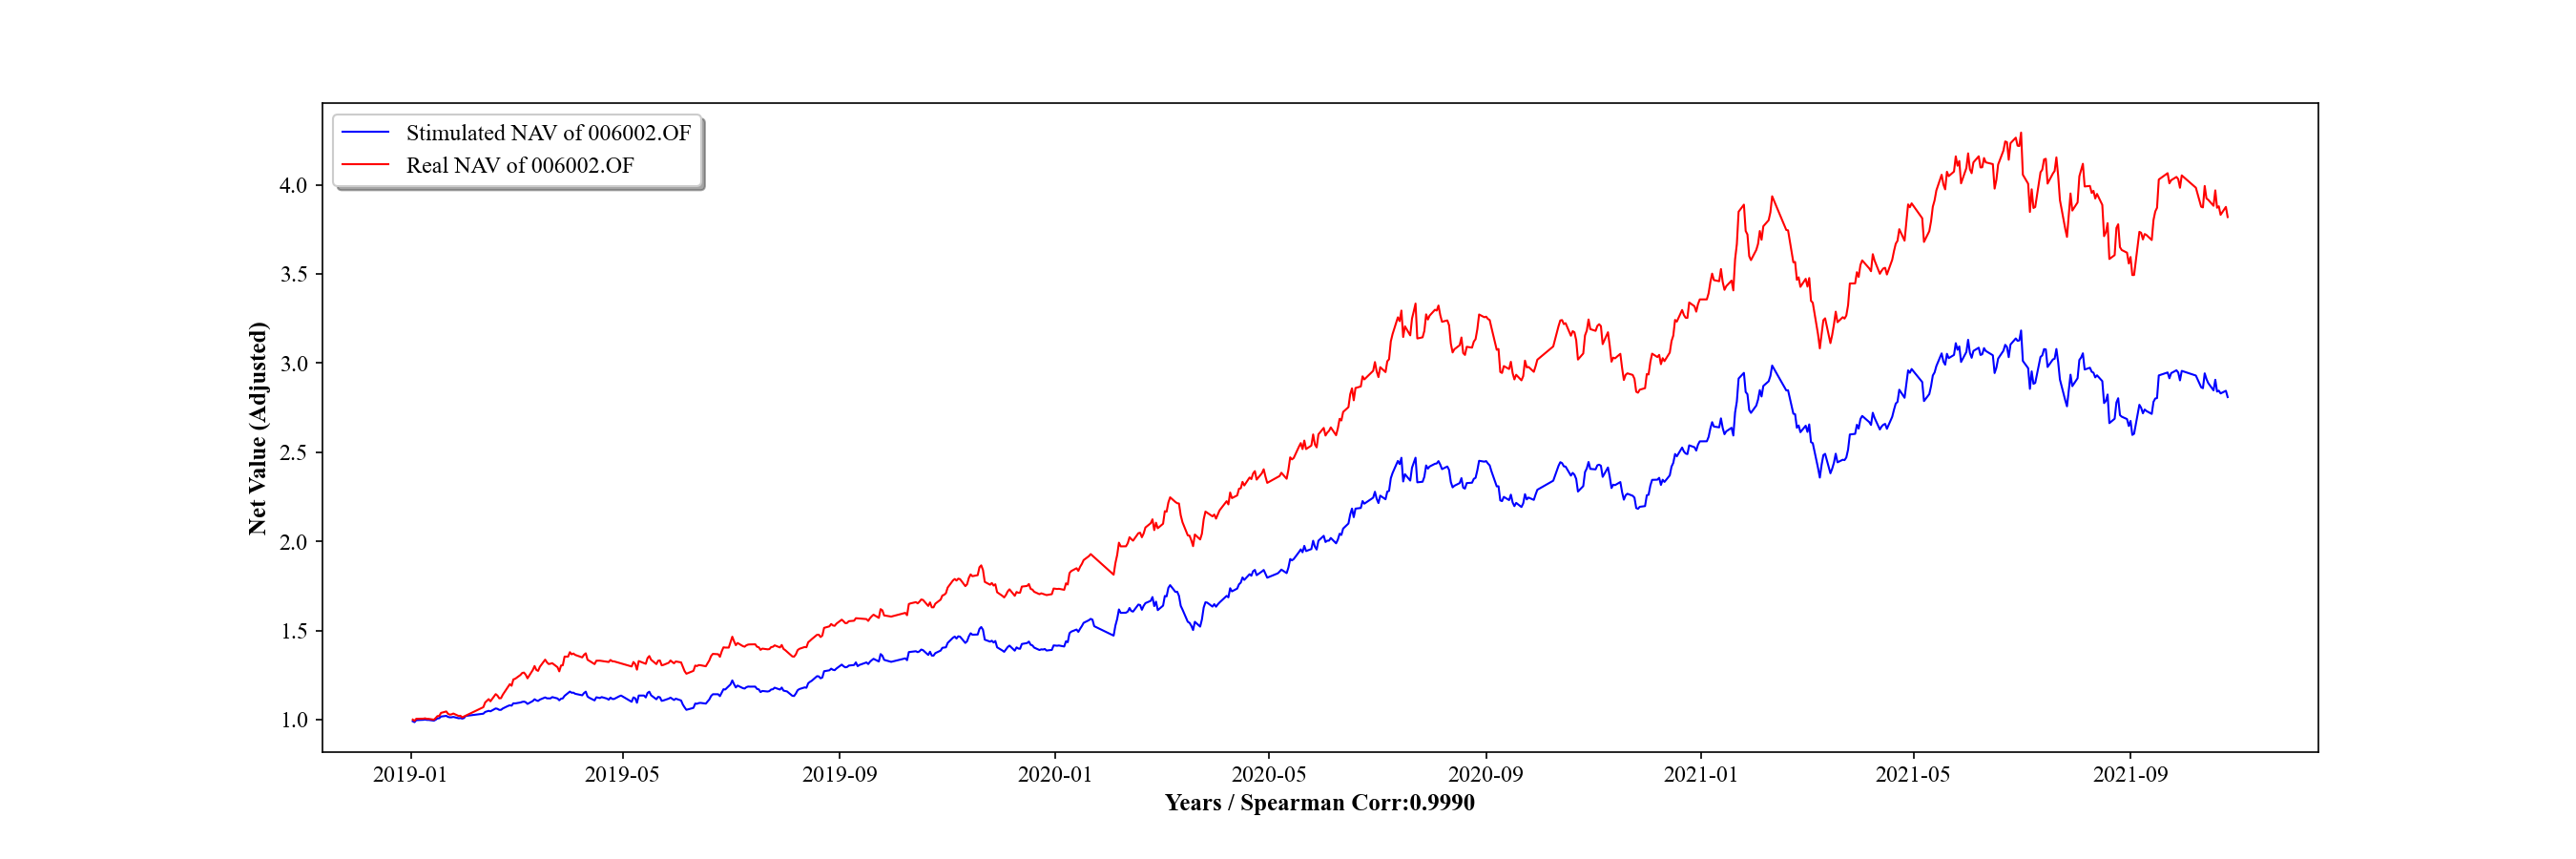 Stimulated NAV of 006002.OF
Real NAV of 006002.OF
4.0
3.5
3.0
2.5
2.0
1.5
1.0
Net Value (Adjusted)
2019-01 2019-05 2019-09 2020-01 2020-05 2020-09 2021-01 2021-05 2021-09
Years / Spearman Corr:0.9990